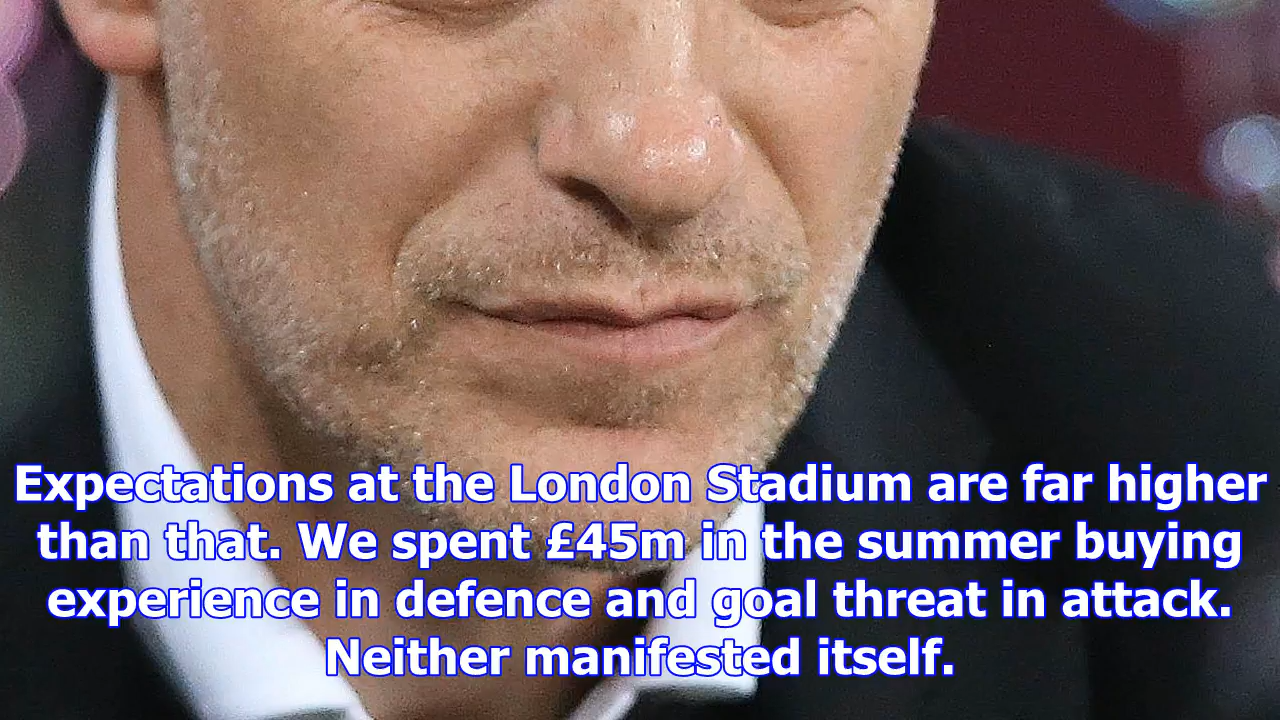 Expectations at the London Stadium are far higher
than that. We spent £45m in the summer buying
experience in defence and goal threat in attack.
Neither manifested itself.